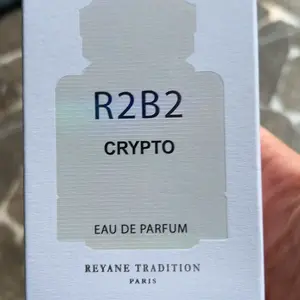 R2B2
CRYPTO
EAU DE PARFUM
REYANE TRADITION
PARIS